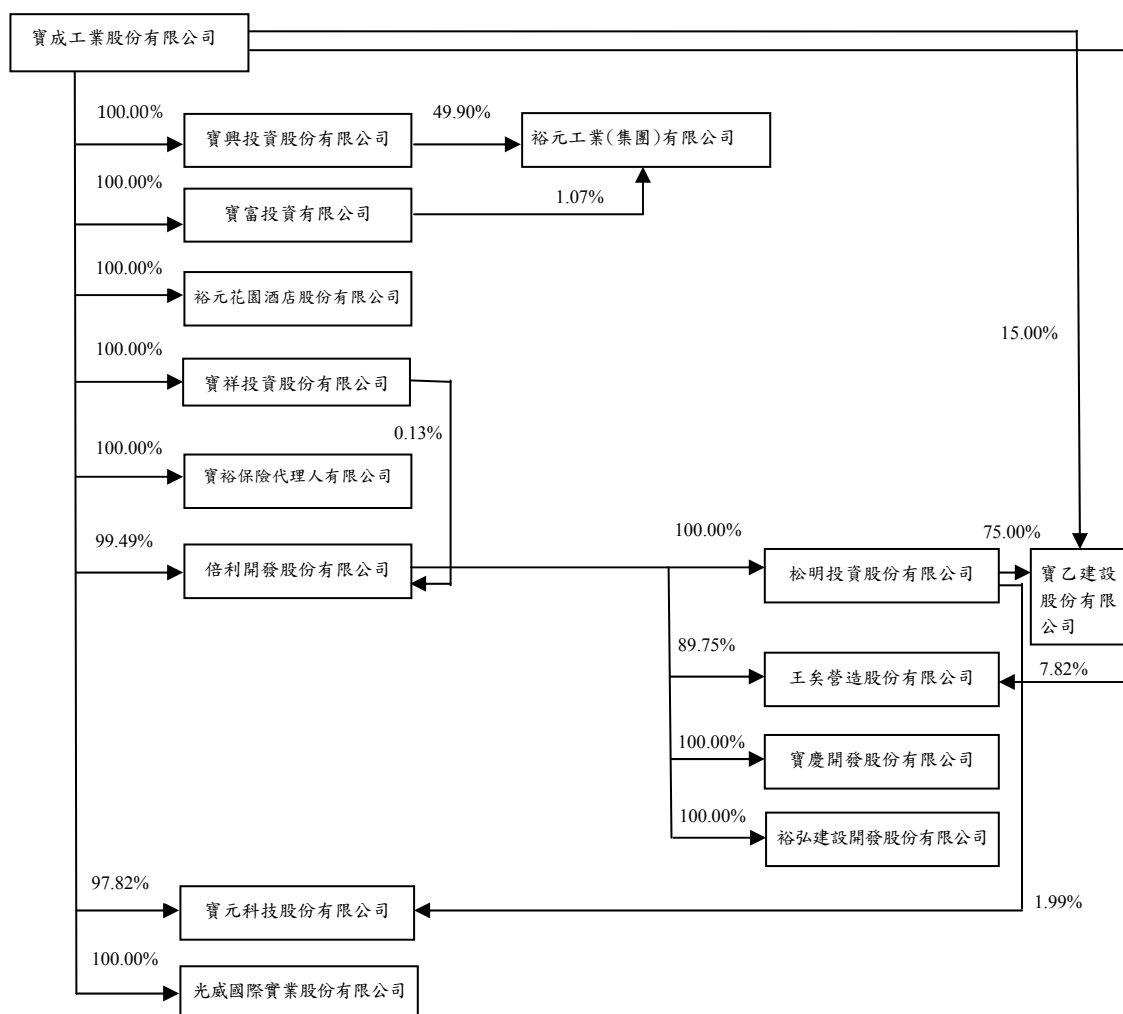 寶成工業股份有限公司
100.00%
49.90%
寶興投資股份有限公司
裕元工業(集團)有限公司
100.00%
1.07%
寶富投資有限公司
100.00%
裕元花園酒店股份有限公司
15.00%
100.00%
寶祥投資股份有限公司
0.13%
100.00%
寶裕保險代理人有限公司
99.49%
100.00%
75.00%
倍利開發股份有限公司
松明投資股份有限公司
寶乙建設
股份有限
公司
89.75%
7.82%
王矣營造股份有限公司
100.00%
寶慶開發股份有限公司
100.00%
裕弘建設開發股份有限公司
97.82%
1.99%
寶元科技股份有限公司
100.00%
光威國際實業股份有限公司